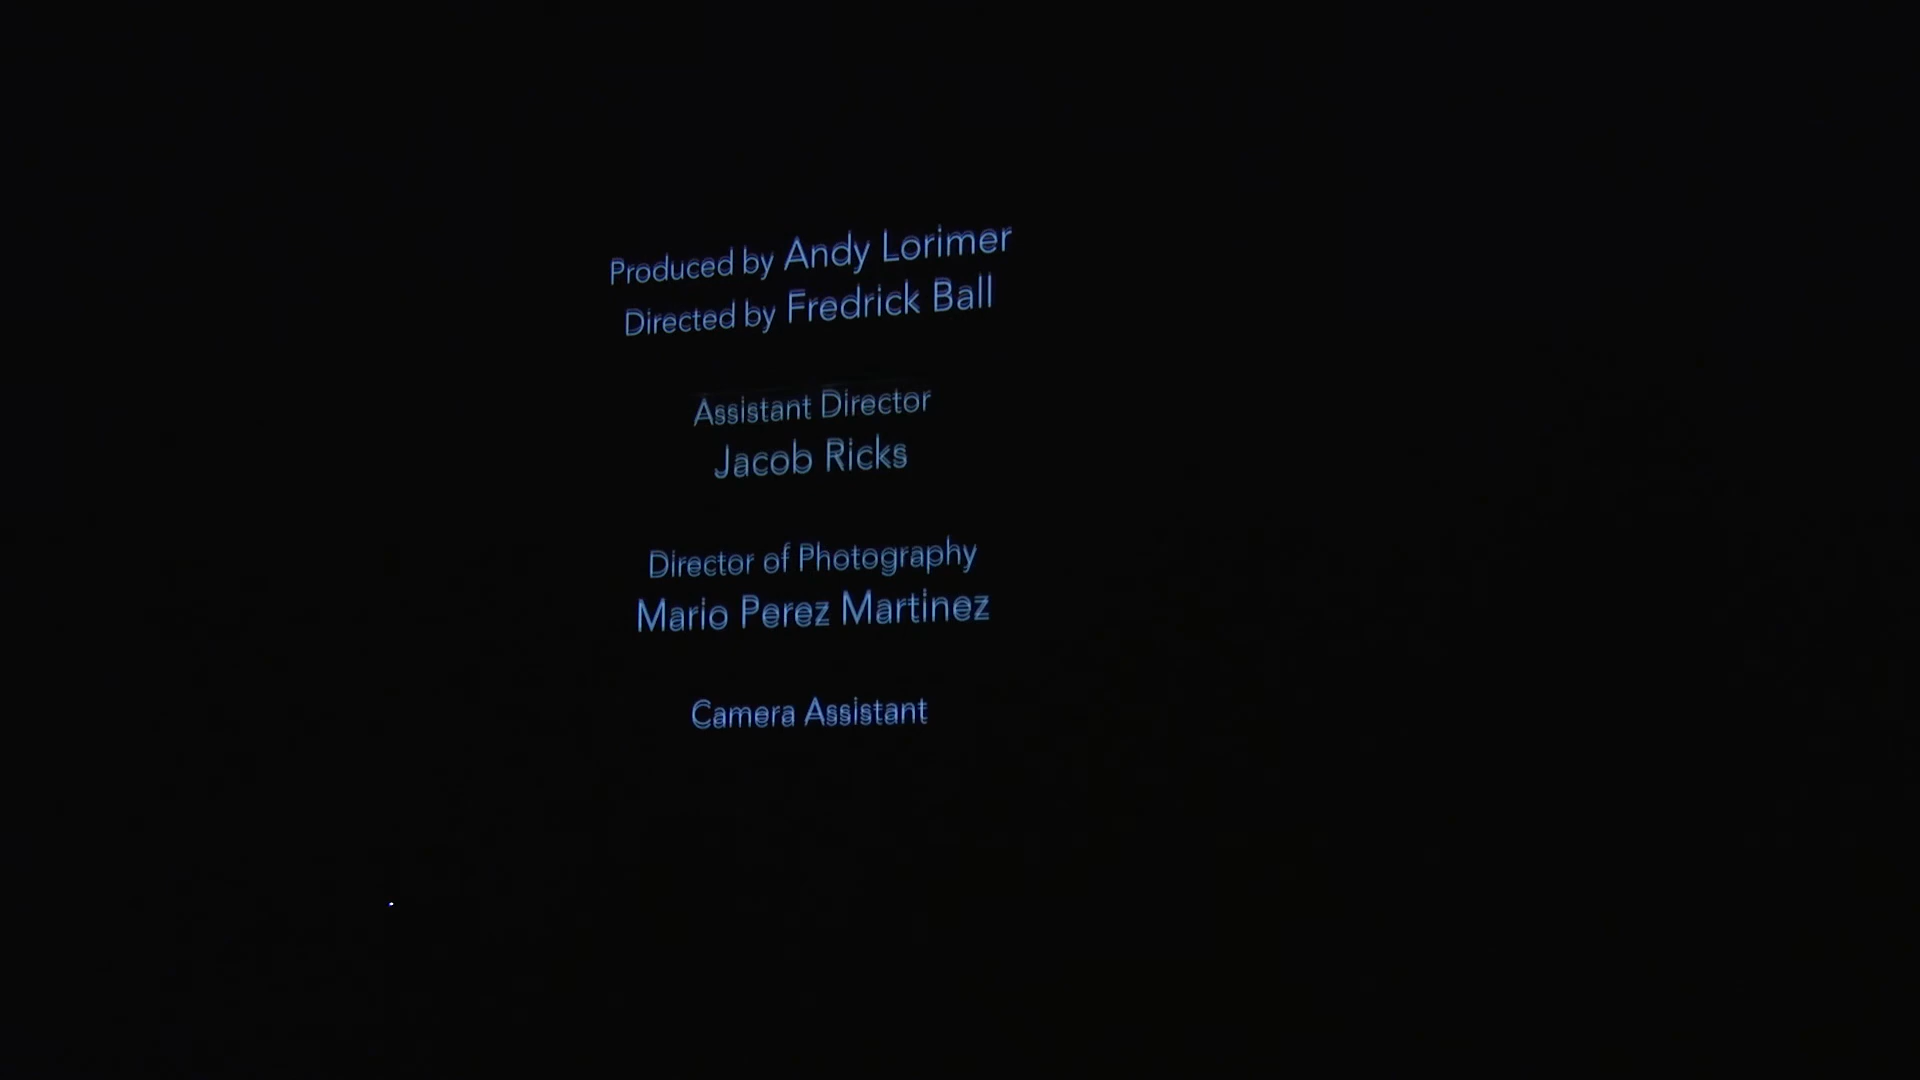 Produced by Andy Lorimer
Directed by Fredrick Ball
Assistant Director
Jacob Ricks
Director of Photography
Mario Perez Martinez
Camera Assistant